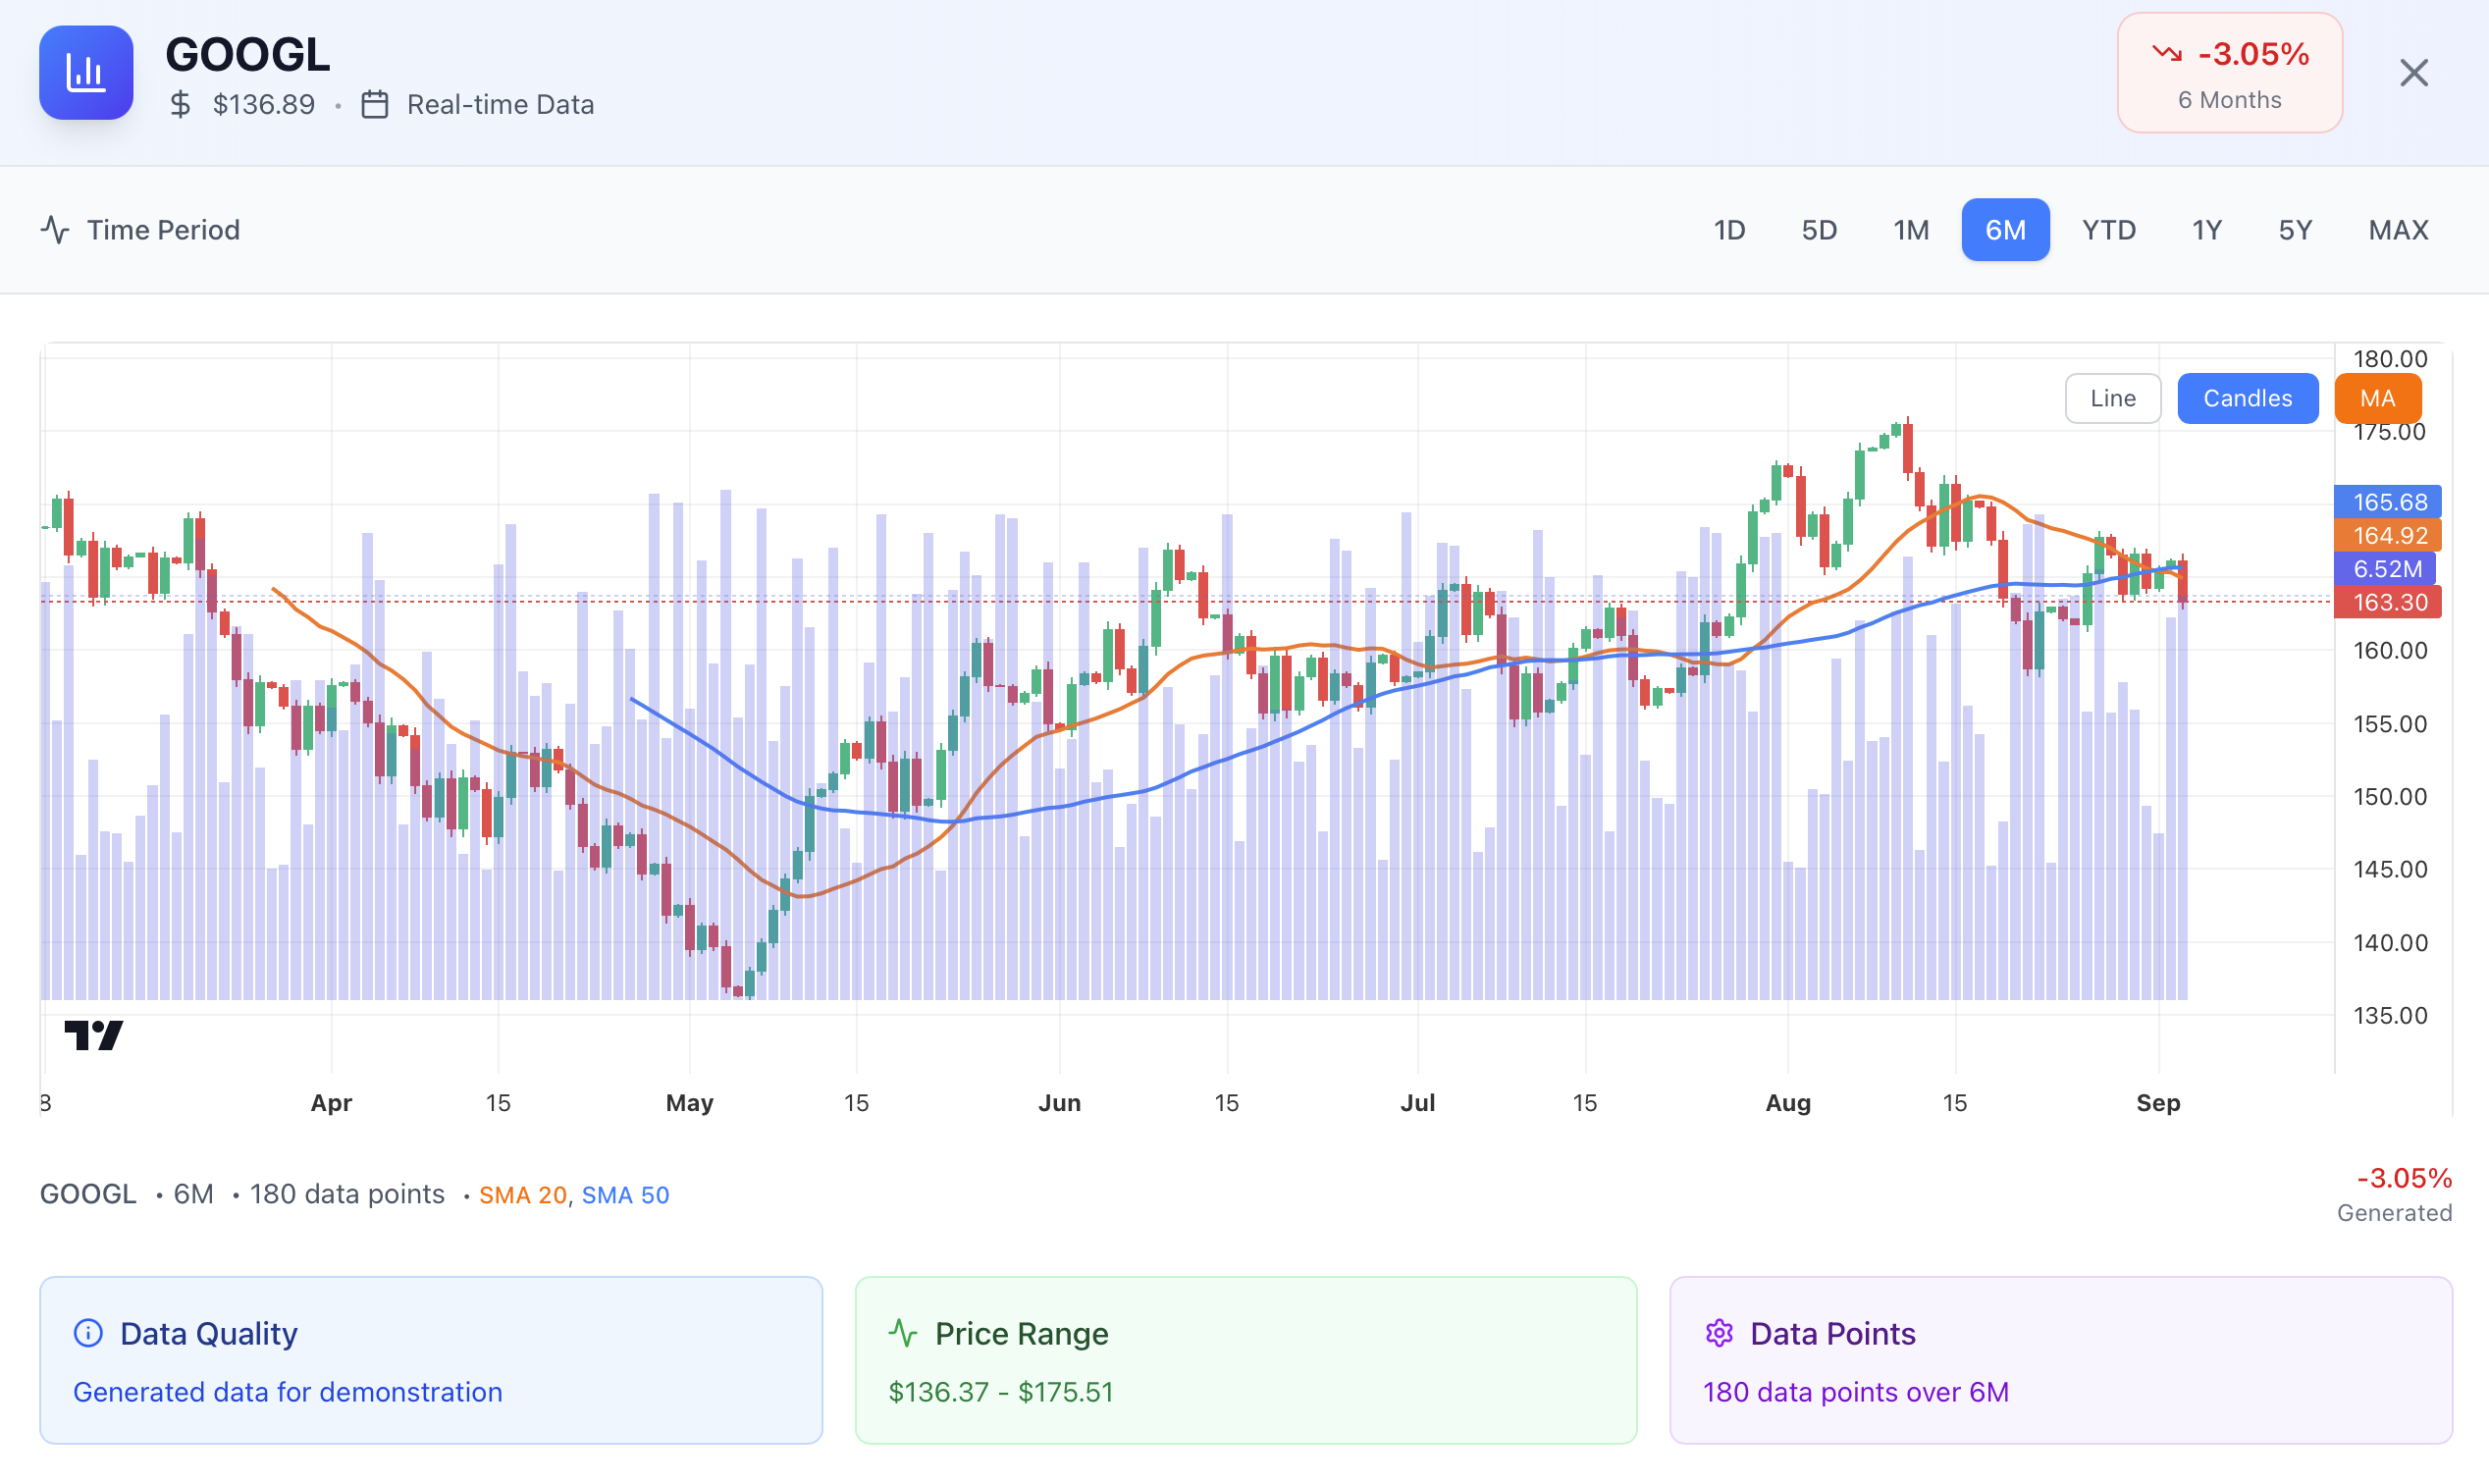 GOOGL
$136.89 • Real-time Data
-3.05%
6 Months
Time Period
1D 5D 1M 6M YTD 1Y 5Y MAX
Line Candles MA
180.00
175.00
165.68
164.92
6.52M
163.30
160.00
155.00
150.00
145.00
140.00
135.00
8 Apr 15 May 15 Jun 15 Jul 15 Aug 15 Sep
GOOGL • 6M • 180 data points • SMA 20, SMA 50
-3.05%
Generated
Data Quality
Generated data for demonstration
Price Range
$136.37 - $175.51
Data Points
180 data points over 6M